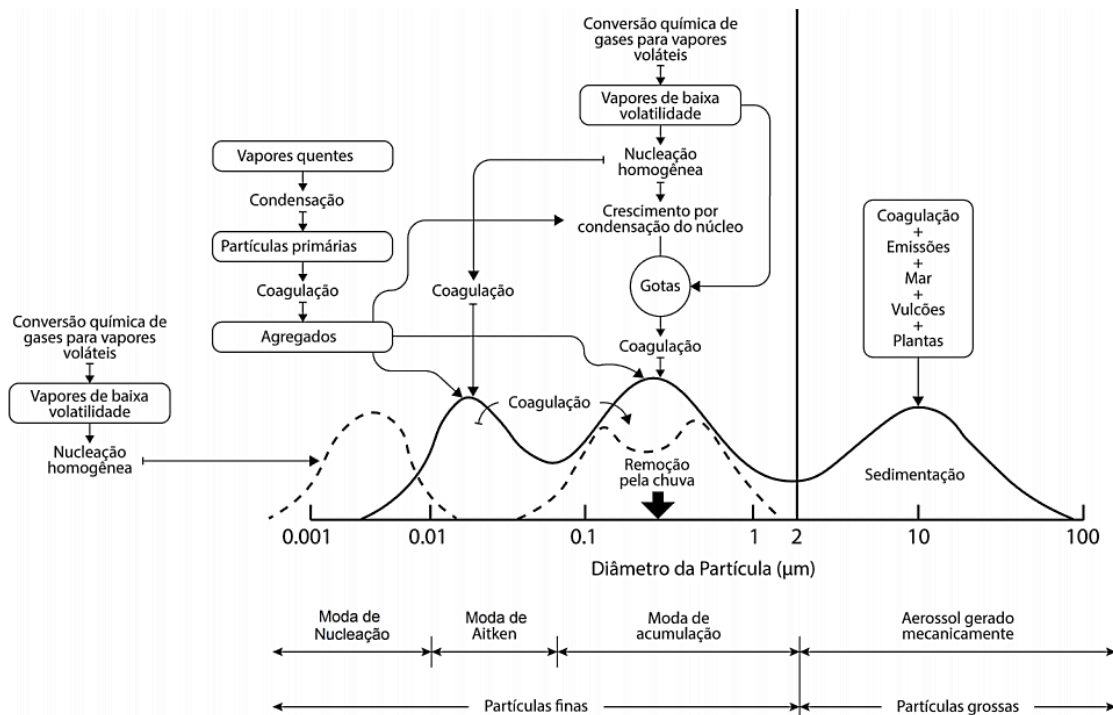 Conversão química de
gases para vapores
voláteis
Vapores de baixa
volatilidade
Nucleação
homogênea
Crescimento por
condensação do núcleo
Gotas
Coagulação
Vapores quentes
Condensação
Partículas primárias
Coagulação
Agregados
Coagulação
Conversão química de
gases para vapores
voláteis
Vapores de baixa
volatilidade
Nucleação
homogênea
Coagulação
+
Emissões
+
Mar
+
Vulcões
+
Plantas
Coagulação
Remoção
pela chuva
Sedimentação
0.001 0.01 0.1 1 2 10 100
Diâmetro da Partícula (μm)
Moda de
Nucleação
Moda de
Aitken
Moda de
acumulação
Aerossol gerado
mecanicamente
Partículas finas
Partículas grossas